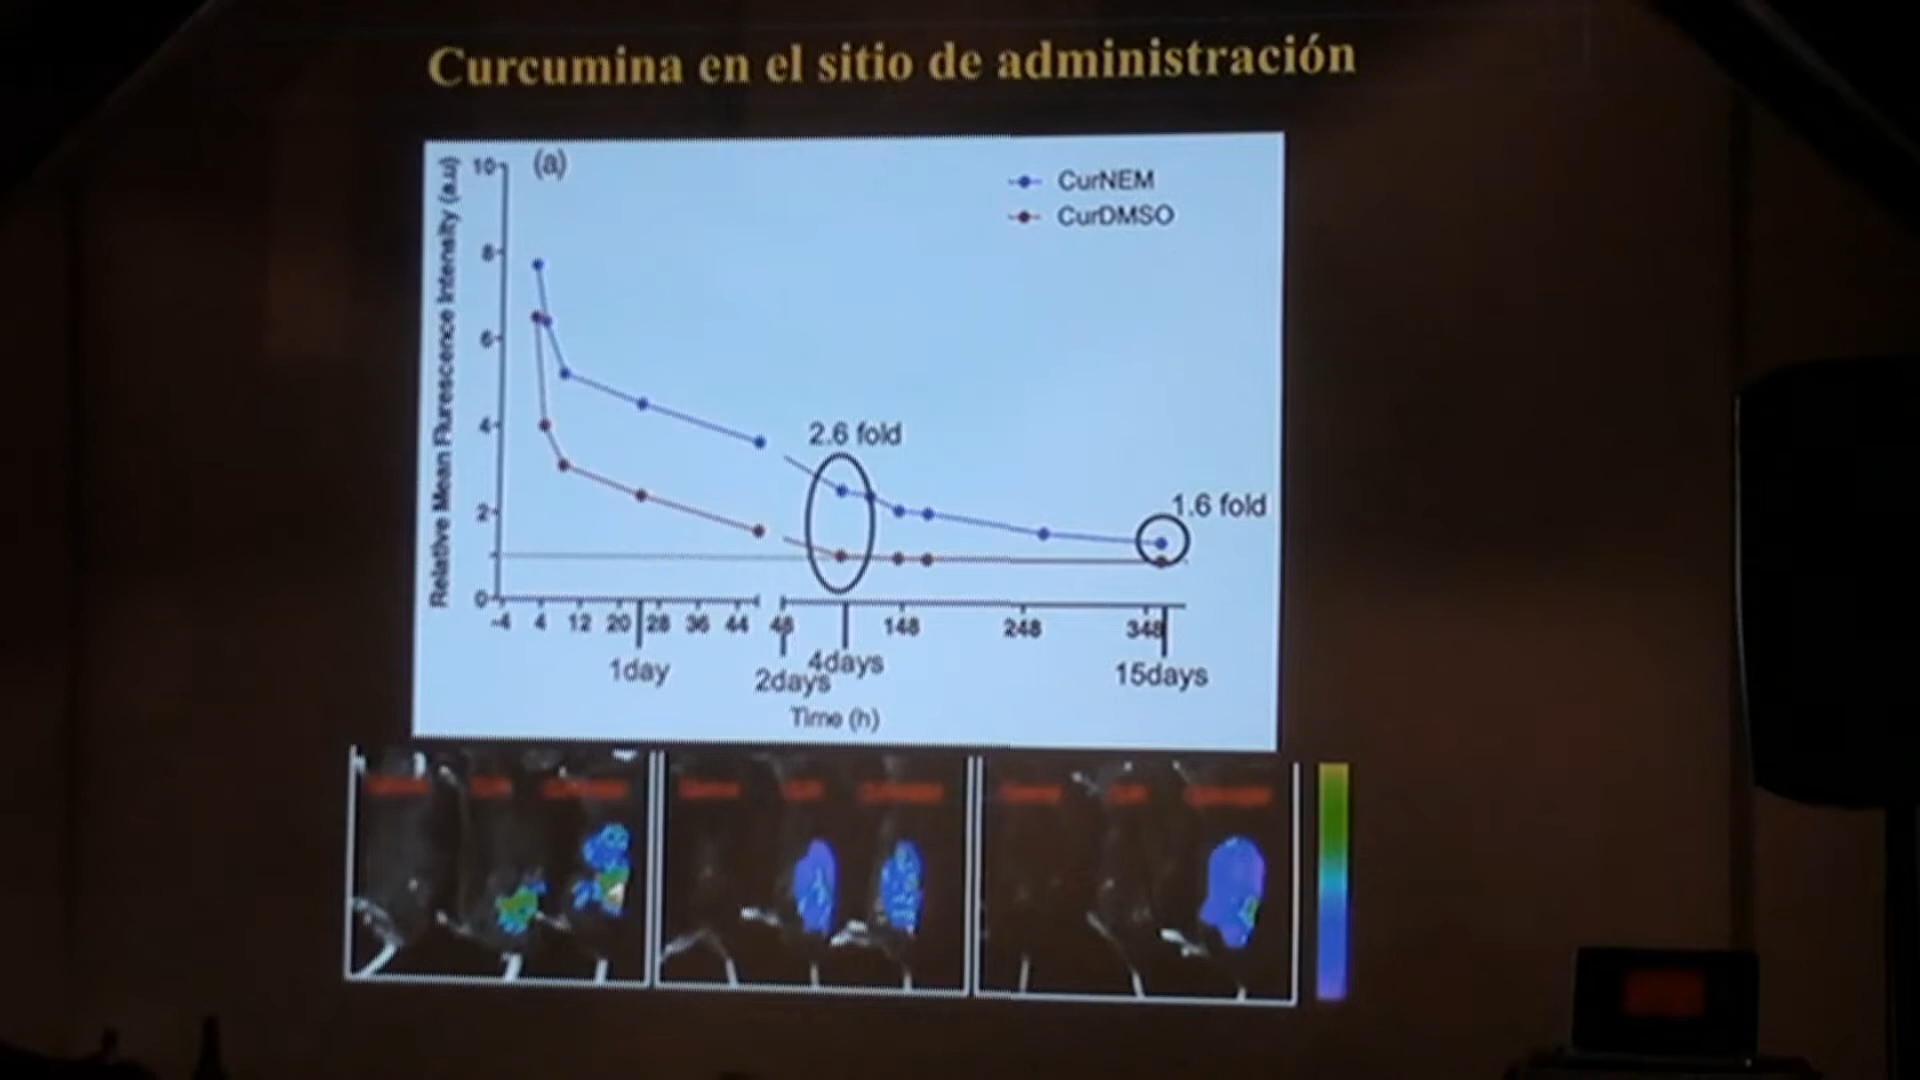 Curcumina en el sitio de administración
(a)
CurNEM
CurDMSO
Relative Mean Flurescence Intensity (a.u)
10
8
6
4
2
0
2.6 fold
1.6 fold
-4 4 12 20 28 36 44 48 148 248 348
1day
2days
4days
15days
Time (h)